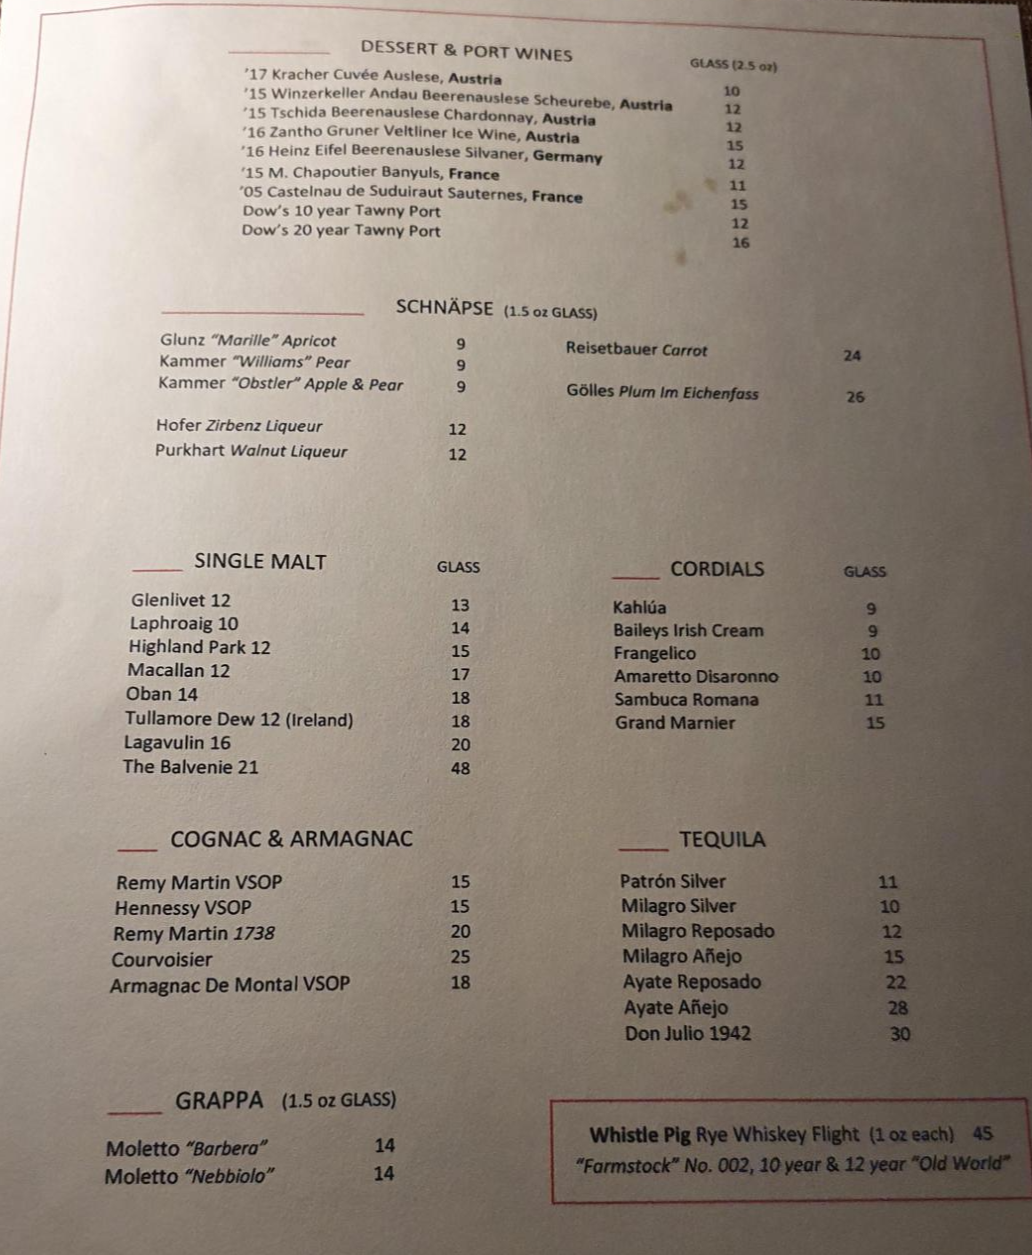 DESSERT & PORT WINES GLASS (2.5 oz)
'17 Kracher Cuvée Auslese, Austria 10
'15 Winzerkeller Andau Beerenauslese Scheurebe, Austria 12
'15 Tschida Beerenauslese Chardonnay, Austria 12
'16 Zantho Gruner Veltliner Ice Wine, Austria 15
'16 Heinz Eifel Beerenauslese Silvaner, Germany 12
'15 M. Chapoutier Banyuls, France 11
'05 Castelnau de Suduiraut Sauternes, France 15
Dow's 10 year Tawny Port 12
Dow's 20 year Tawny Port 16
SCHNÄPSE (1.5 oz GLASS)
Glunz "Marille" Apricot 9
Kammer "Williams" Pear 9
Kammer "Obstler" Apple & Pear 9
Hofer Zirbenz Liqueur 12
Purkhart Walnut Liqueur 12
Reisetbauer Carrot 24
Gölles Plum Im Eichenfass 26
SINGLE MALT GLASS
Glenlivet 12 13
Laphroaig 10 14
Highland Park 12 15
Macallan 12 17
Oban 14 18
Tullamore Dew 12 (Ireland) 18
Lagavulin 16 20
The Balvenie 21 48
CORDIALS GLASS
Kahlúa 9
Baileys Irish Cream 9
Frangelico 10
Amaretto Disaronno 10
Sambuca Romana 11
Grand Marnier 15
COGNAC & ARMAGNAC
Remy Martin VSOP 15
Hennessy VSOP 15
Remy Martin 1738 20
Courvoisier 25
Armagnac De Montal VSOP 18
TEQUILA
Patrón Silver 11
Milagro Silver 10
Milagro Reposado 12
Milagro Añejo 15
Ayate Reposado 22
Ayate Añejo 28
Don Julio 1942 30
GRAPPA (1.5 oz GLASS)
Moletto "Barbera" 14
Moletto "Nebbiolo" 14
Whistle Pig Rye Whiskey Flight (1 oz each) 45
"Farmstock" No. 002, 10 year & 12 year "Old World"